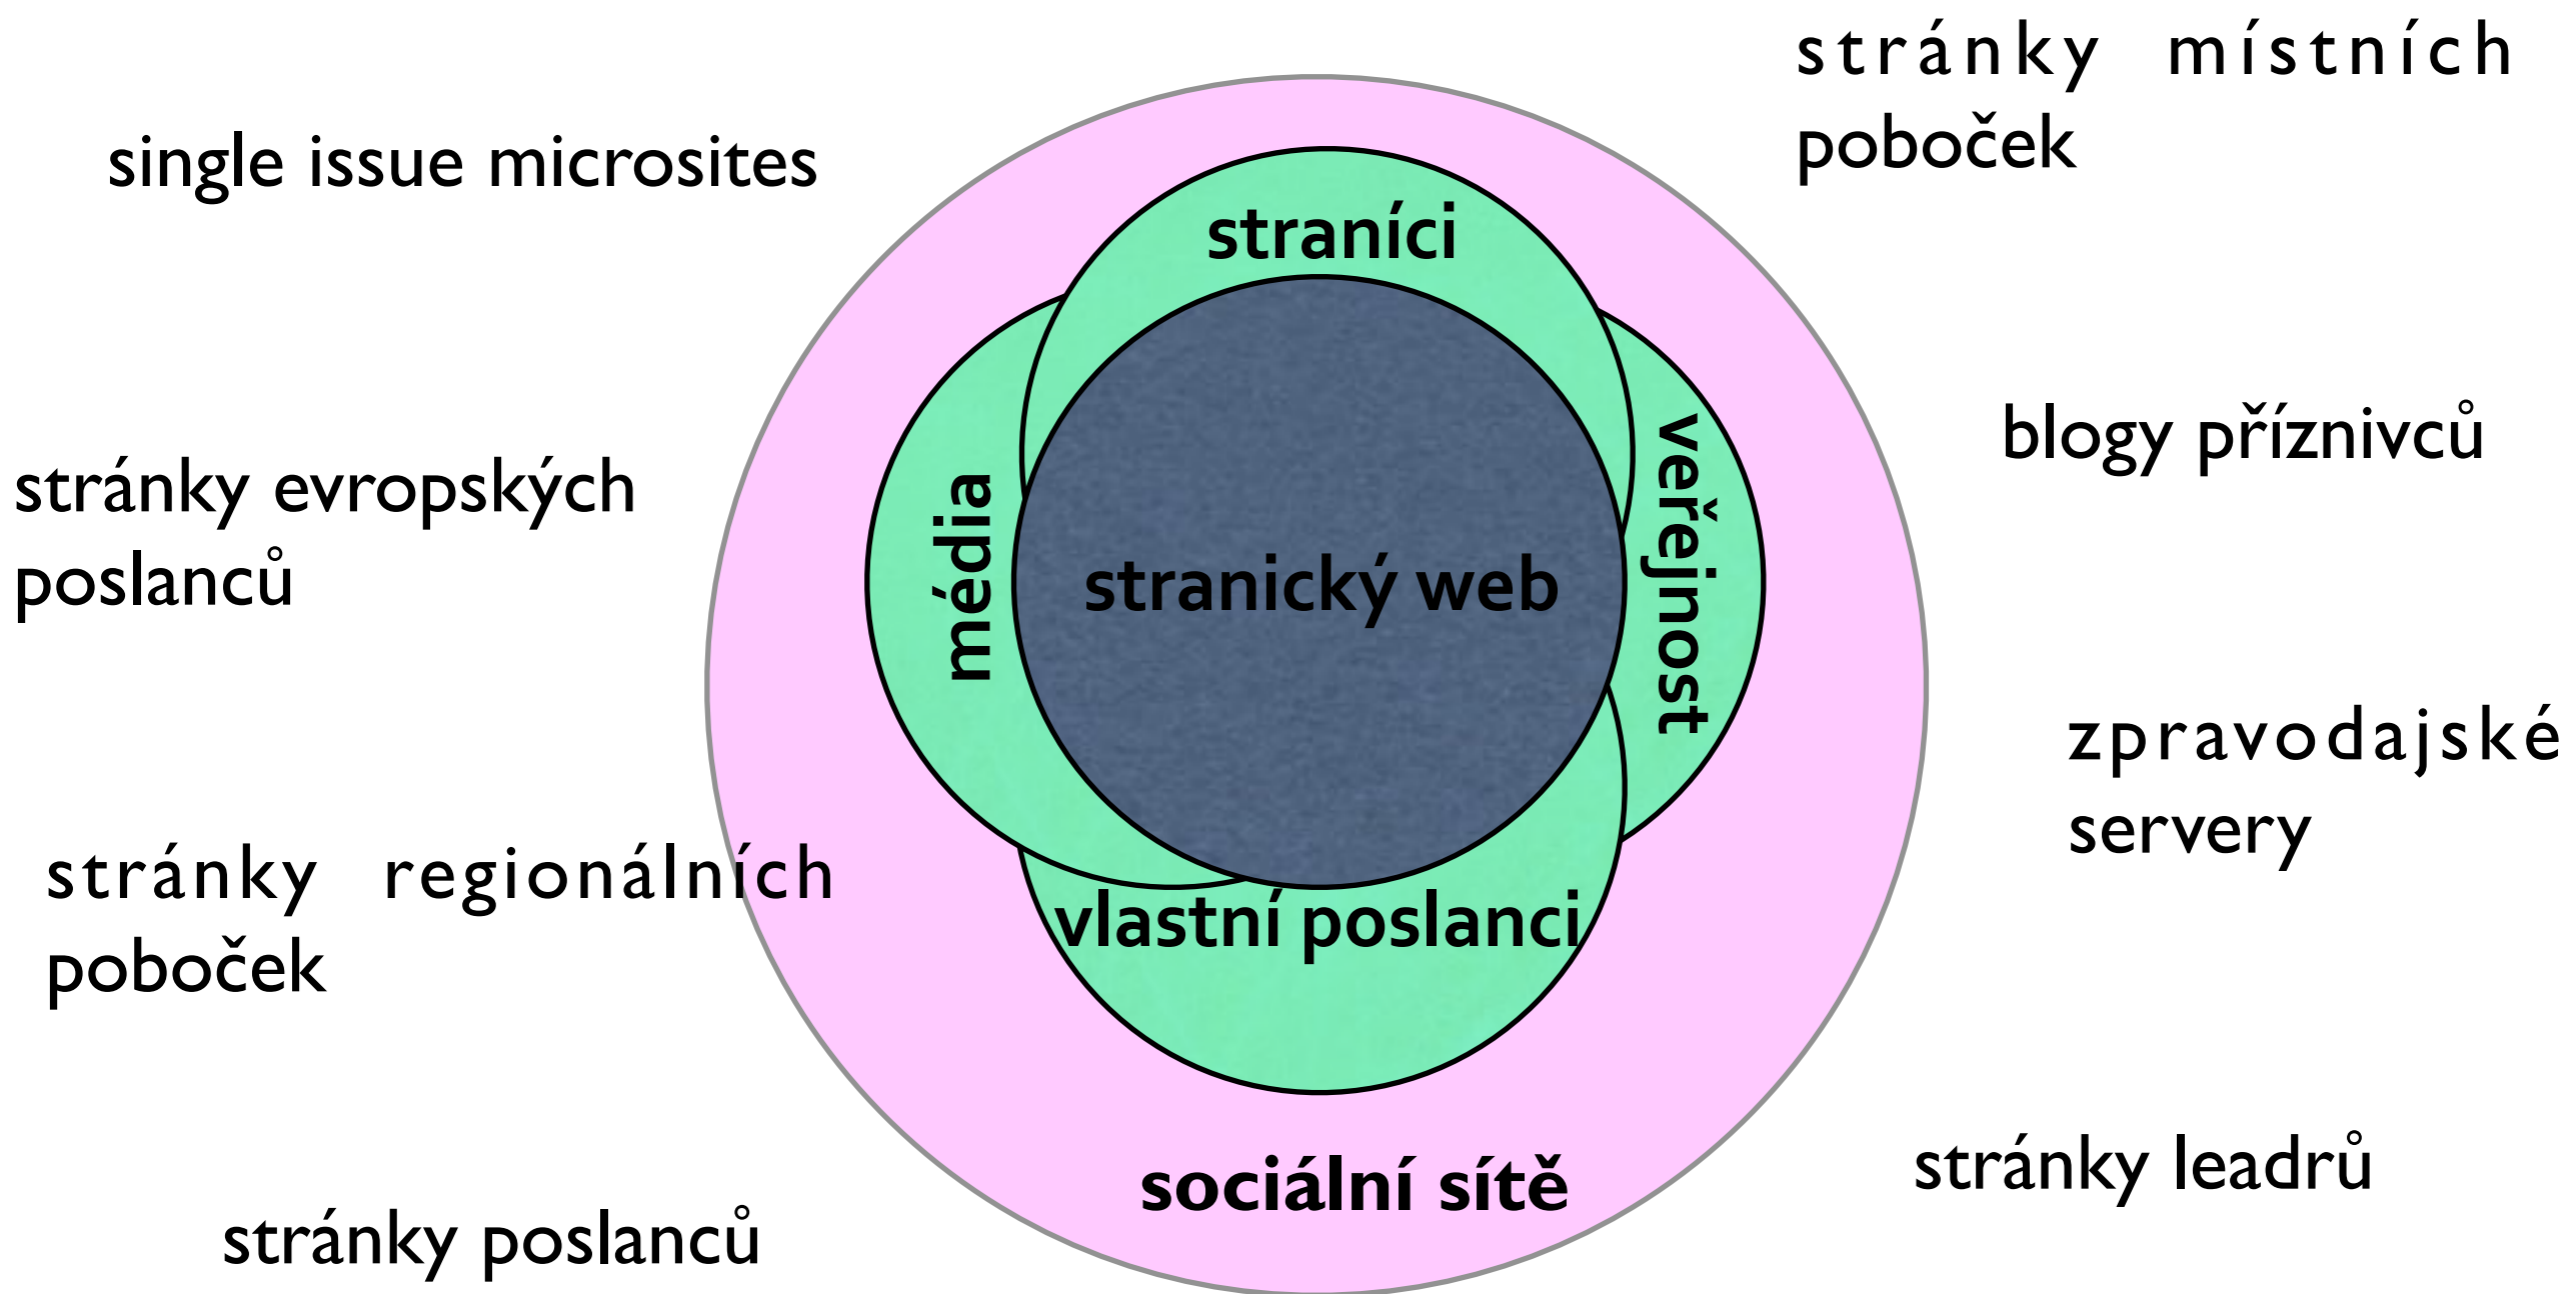 stránky místních
poboček
single issue microsites
straníci
blogy příznivců
stránky evropských
poslanců
média
stranický web
veřejnost
zpravodajské
servery
stránky regionálních
poboček
vlastní poslanci
sociální sítě
stránky leadrů
stránky poslanců